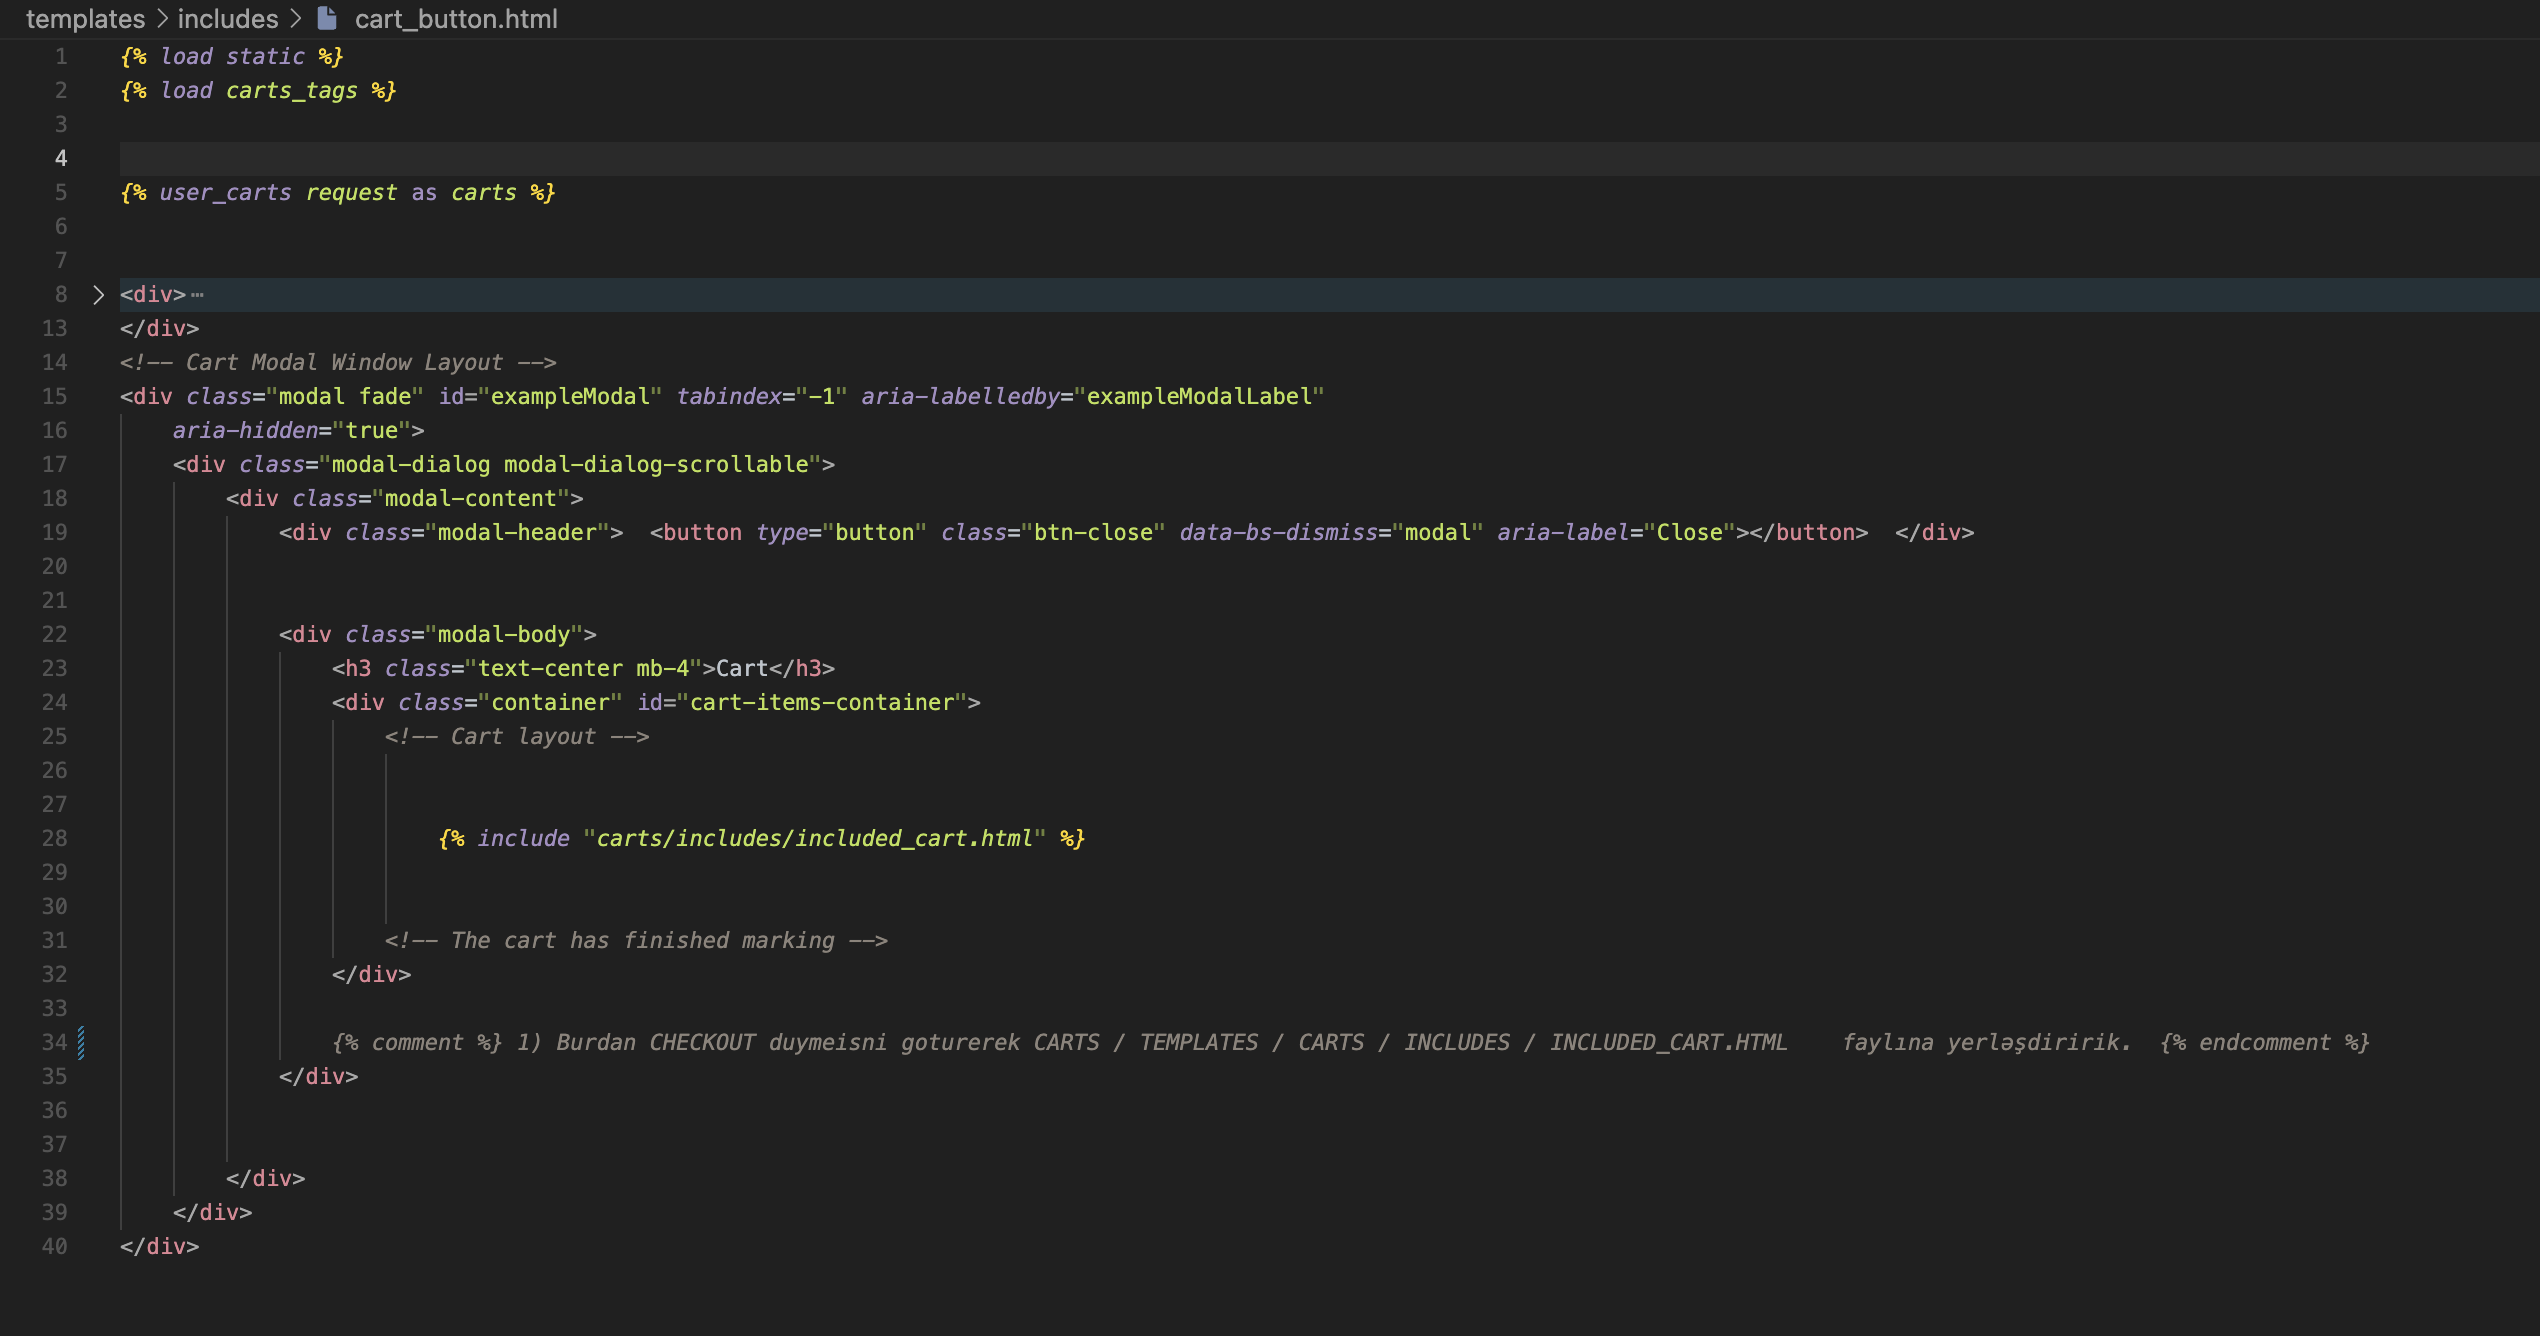 templates > includes > cart_button.html
1 {% load static %}
2 {% load carts_tags %}
3
4
5 {% user_carts request as carts %}
6
7
8 <div>⋯
13 </div>
14 <!-- Cart Modal Window Layout -->
15 <div class="modal fade" id="exampleModal" tabindex="-1" aria-labelledby="exampleModalLabel"
16 aria-hidden="true">
17 <div class="modal-dialog modal-dialog-scrollable">
18 <div class="modal-content">
19 <div class="modal-header"> <button type="button" class="btn-close" data-bs-dismiss="modal" aria-label="Close"></button> </div>
20
21
22 <div class="modal-body">
23 <h3 class="text-center mb-4">Cart</h3>
24 <div class="container" id="cart-items-container">
25 <!-- Cart layout -->
26
27
28 {% include "carts/includes/included_cart.html" %}
29
30
31 <!-- The cart has finished marking -->
32 </div>
33
34 {% comment %} 1) Burdan CHECKOUT duymeisni goturerek CARTS / TEMPLATES / CARTS / INCLUDES / INCLUDED_CART.HTML faylına yerləşdiririk. {% endcomment %}
35 </div>
36
37
38 </div>
39 </div>
40 </div>